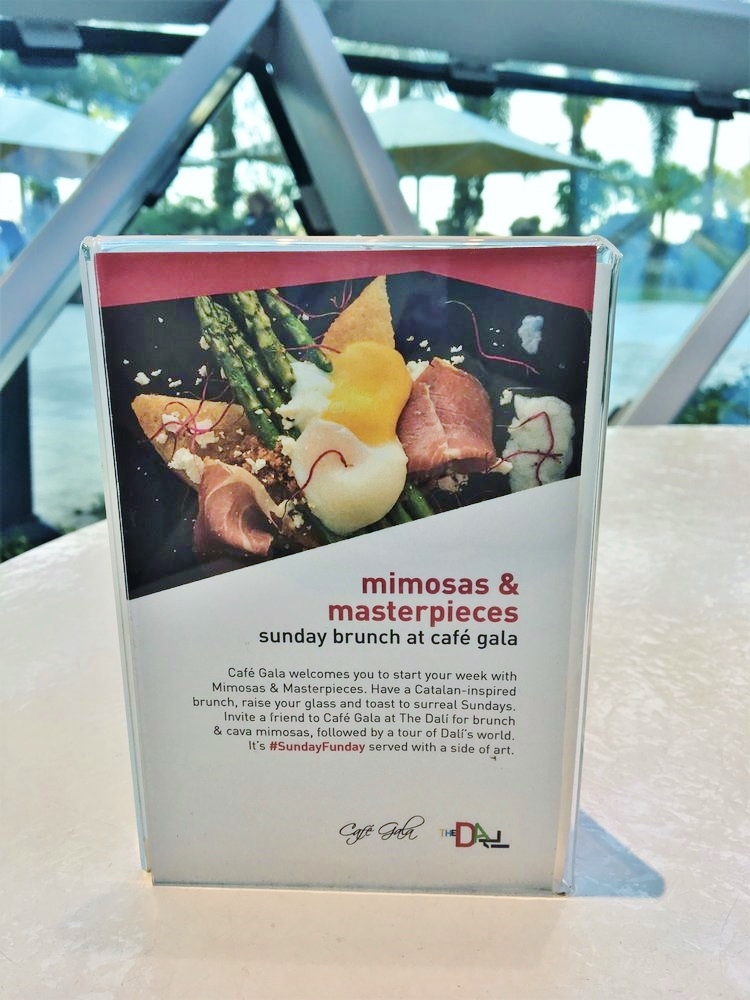 mimosas &
masterpieces
sunday brunch at café gala
Café Gala welcomes you to start your week with
Mimosas & Masterpieces. Have a Catalan-inspired
brunch, raise your glass and toast to surreal Sundays.
Invite a friend to Café Gala at The Dalí for brunch
& cava mimosas, followed by a tour of Dalí's world.
It's #SundayFunday served with a side of art.
Café Gala THE DALÍ